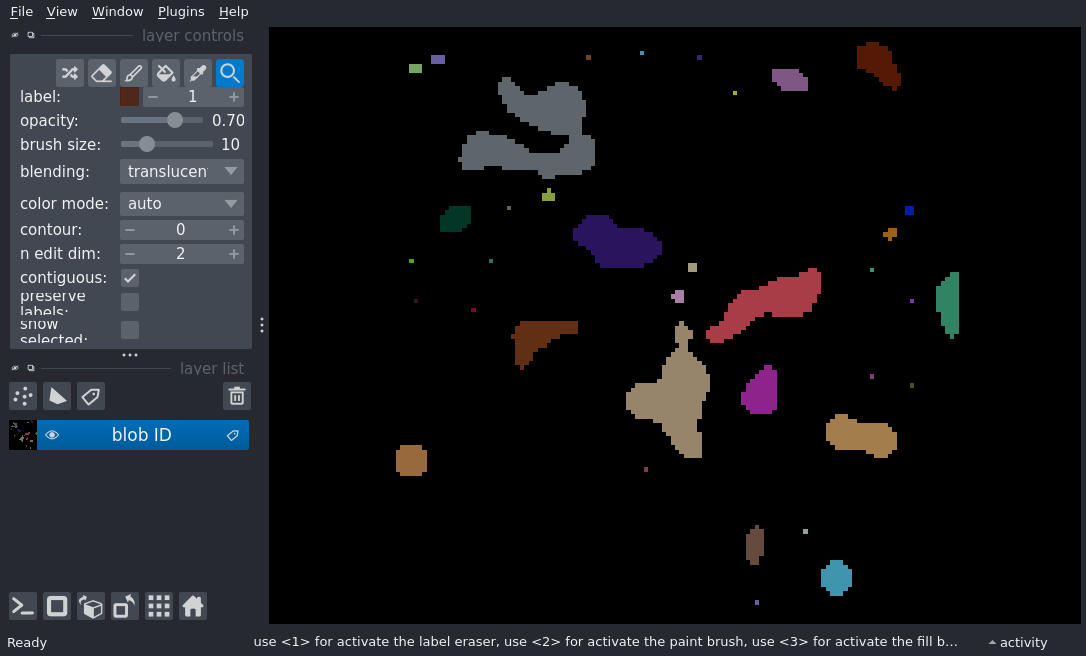 File View Window Plugins Help
layer controls
label: 1
opacity: 0.70
brush size: 10
blending: translucen
color mode: auto
contour: 0
n edit dim: 2
contiguous:
preserve
labels:
show
selected:
layer list
blob ID
Ready use <1> for activate the label eraser, use <2> for activate the paint brush, use <3> for activate the fill b... activity